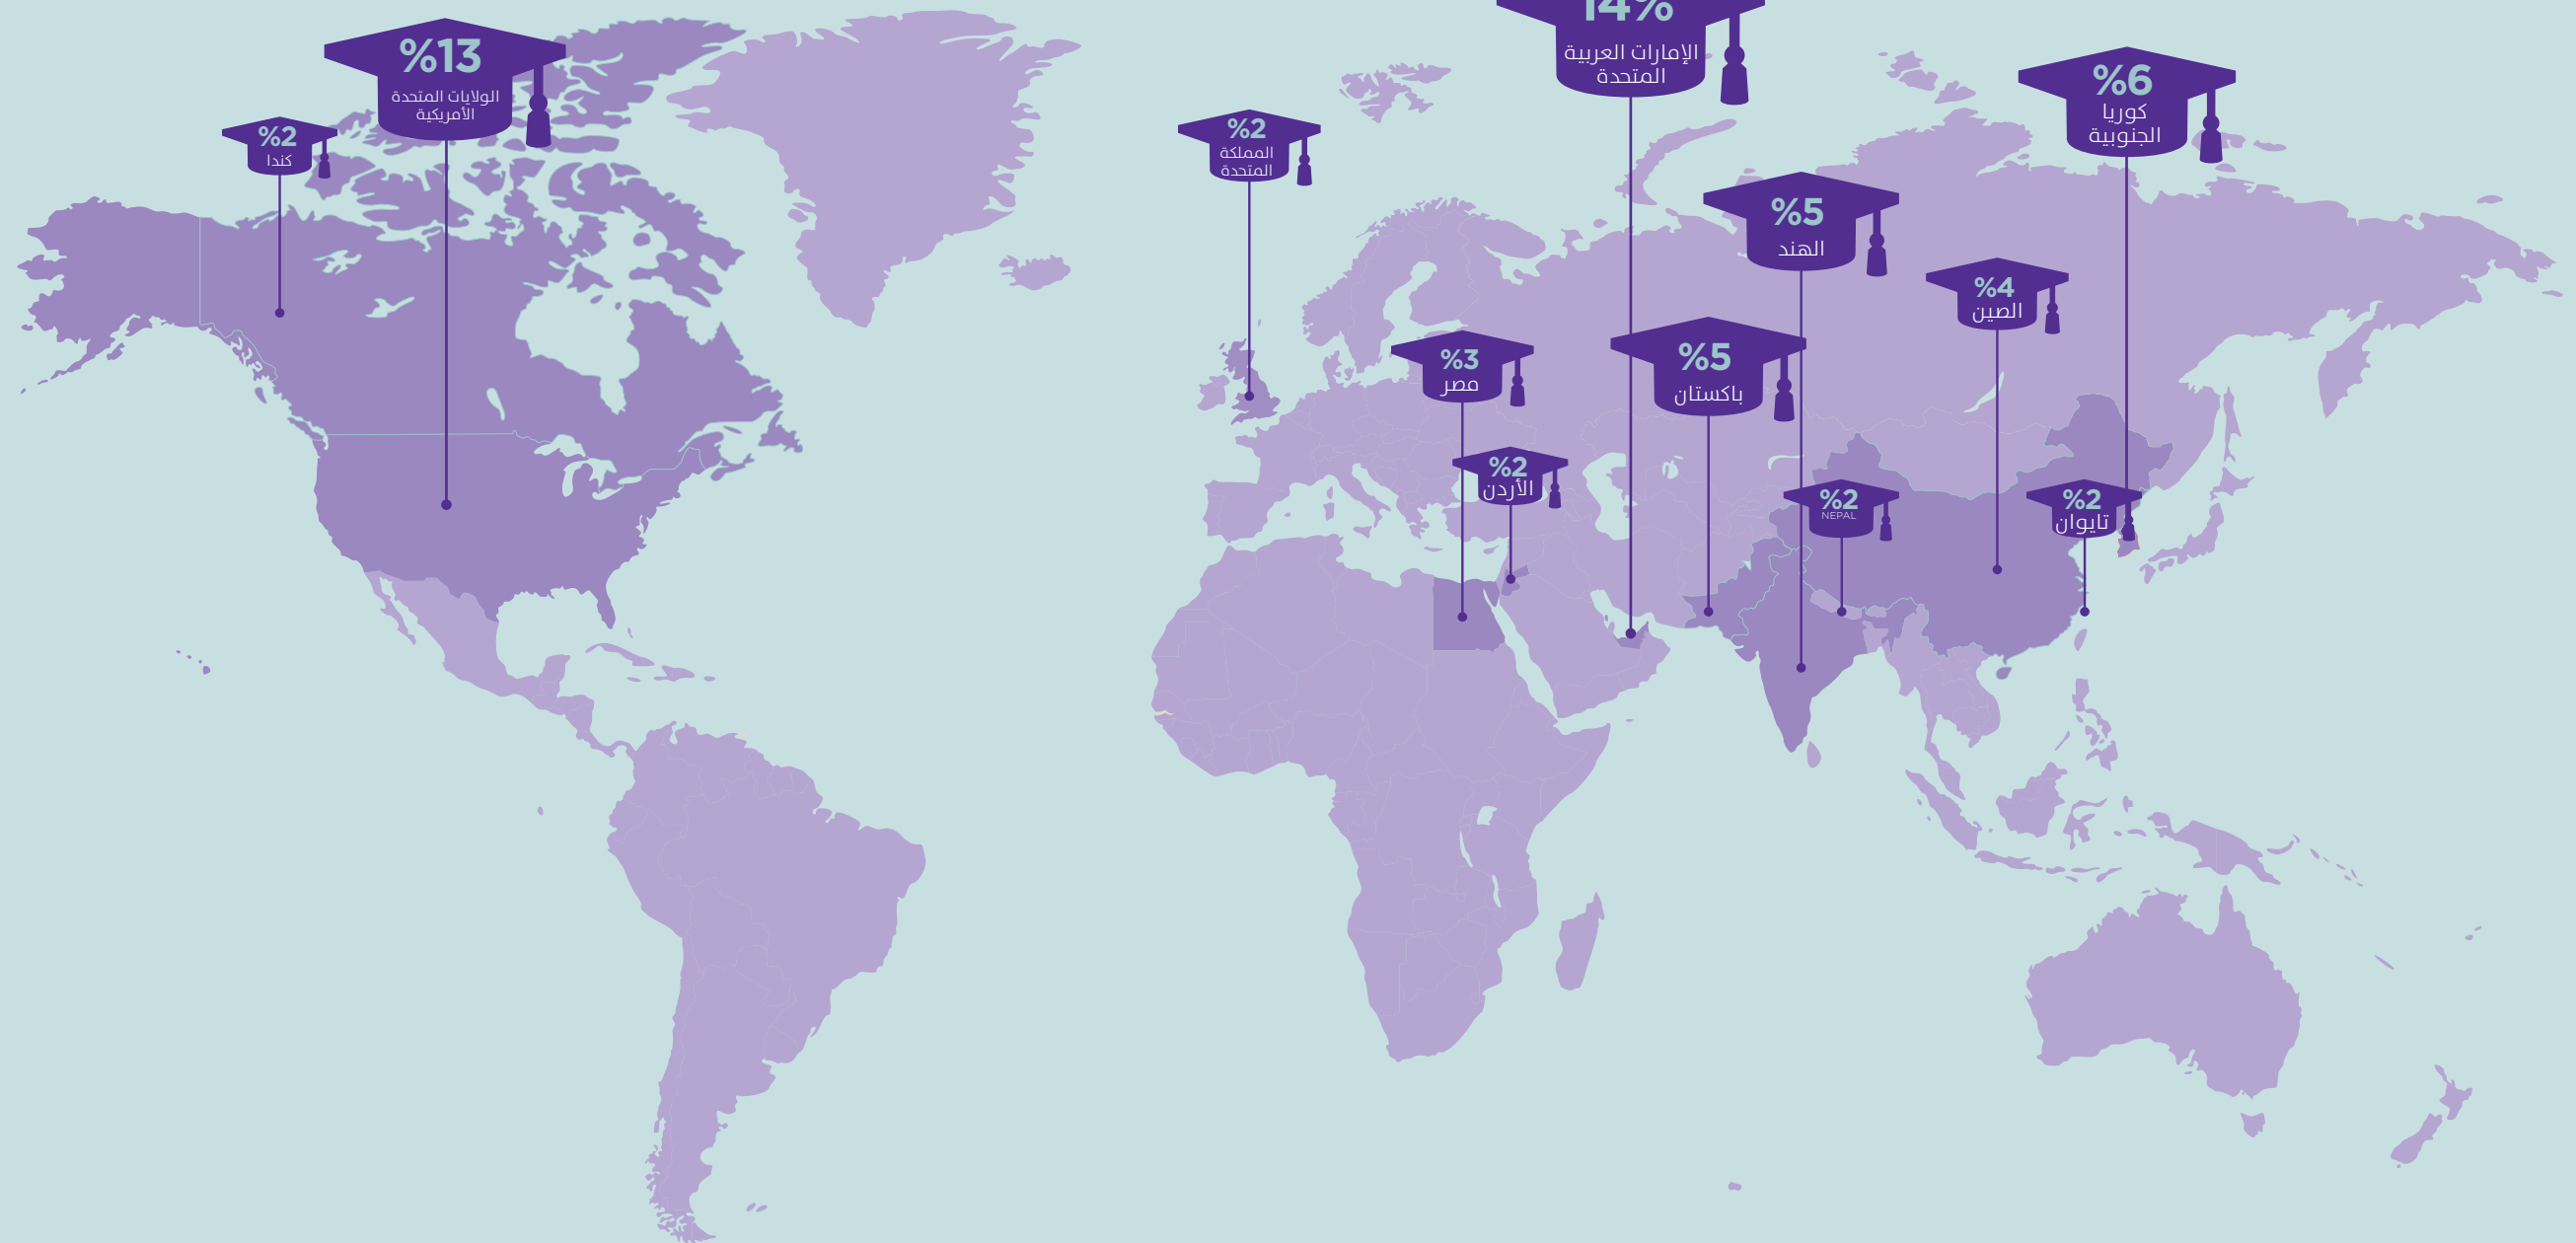 14%
الإمارات العربية
المتحدة
%13
الولايات المتحدة
الأمريكية
%6
كوريا
الجنوبية
%2
كندا
%2
المملكة
المتحدة
%5
الهند
%4
الصين
%3
مصر
%5
باكستان
%2
الأردن
%2
NEPAL
%2
تايوان